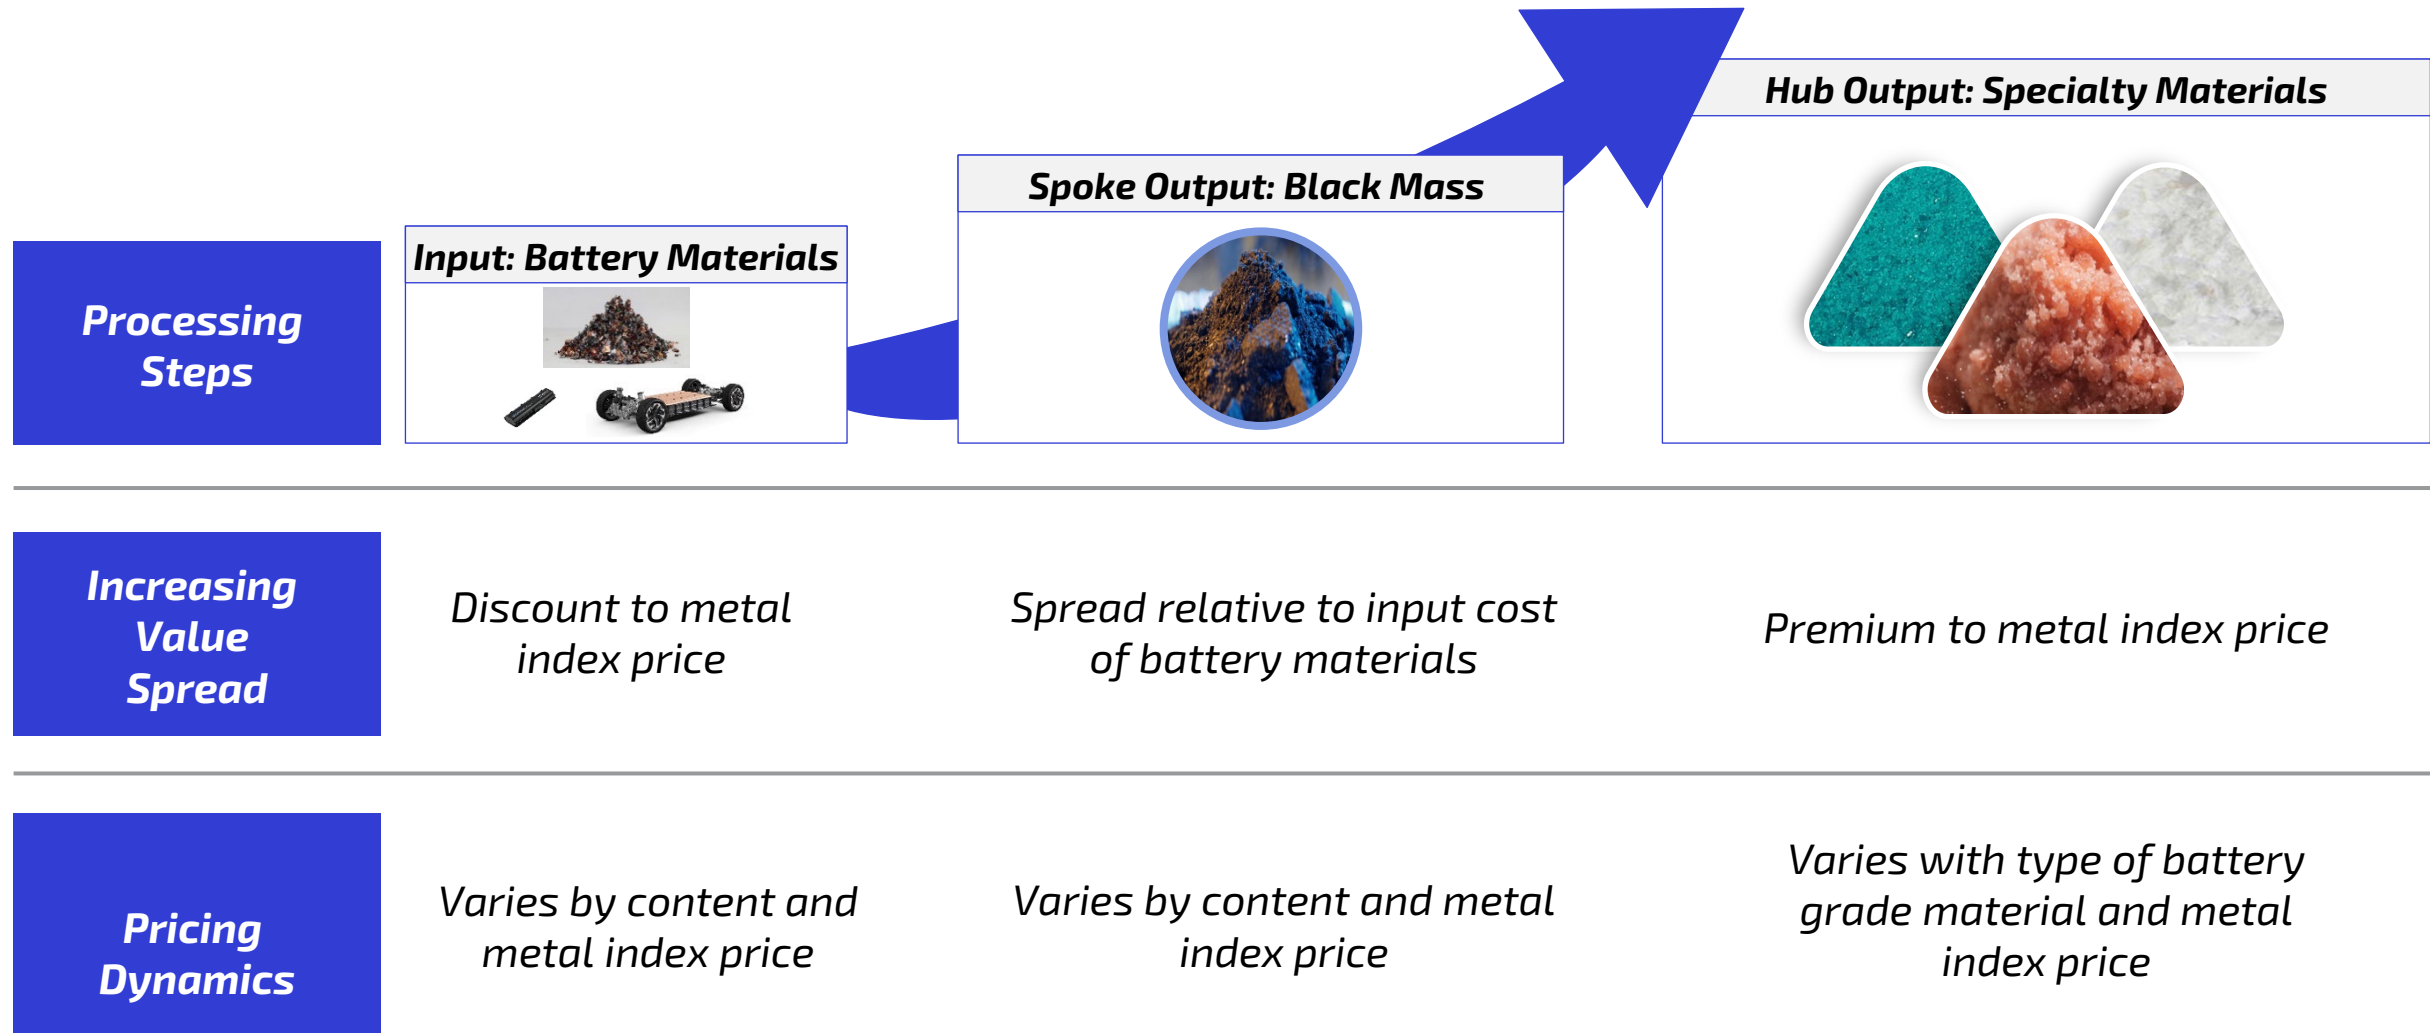 Hub Output: Specialty Materials
Spoke Output: Black Mass
Input: Battery Materials
Processing
Steps
Increasing
Value
Spread
Discount to metal
index price
Spread relative to input cost
of battery materials
Premium to metal index price
Pricing
Dynamics
Varies by content and
metal index price
Varies by content and metal
index price
Varies with type of battery
grade material and metal
index price